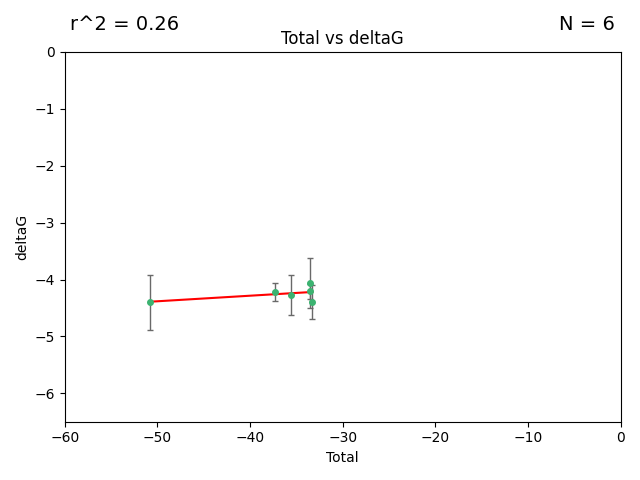 r^2 = 0.26
N = 6
Total vs deltaG
0
−1
−2
−3
−4
−5
−6
deltaG
−60
−50
−40
−30
−20
−10
0
Total